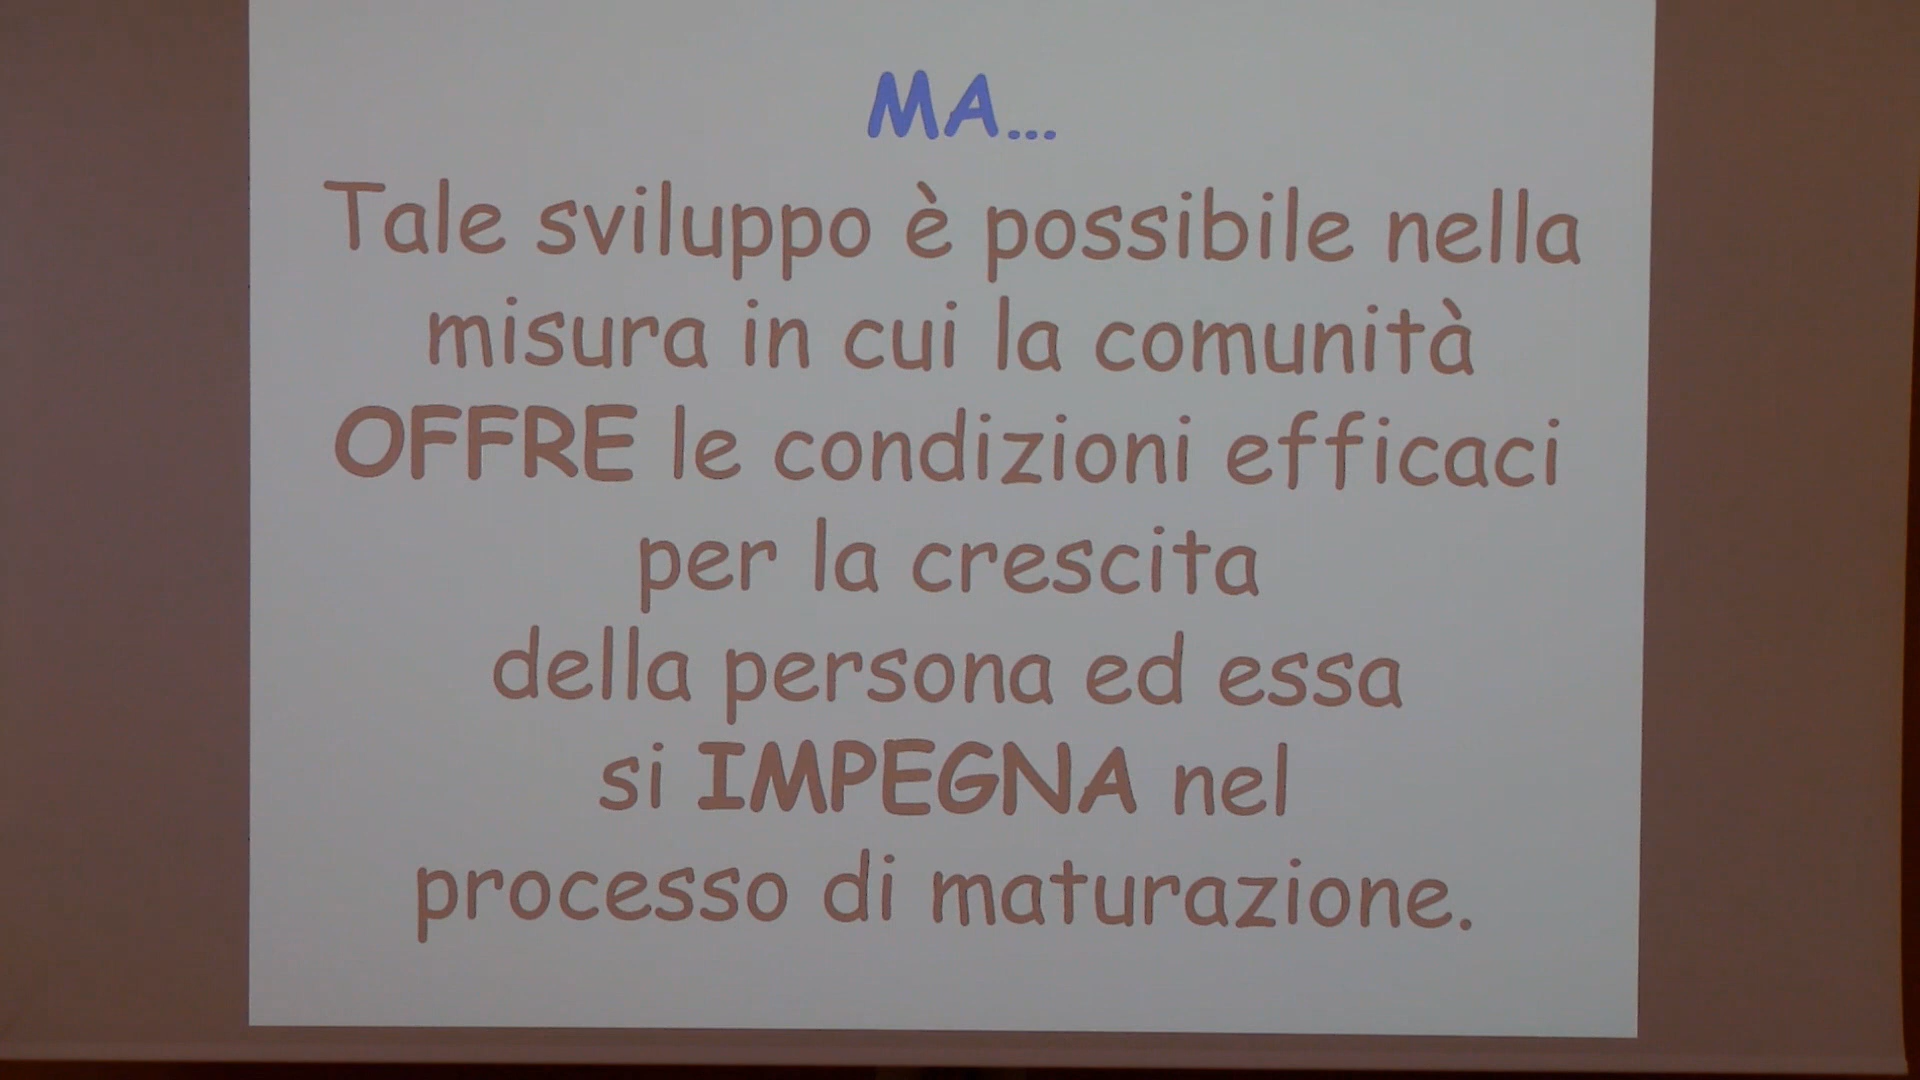 MA...
Tale sviluppo è possibile nella
misura in cui la comunità
OFFRE le condizioni efficaci
per la crescita
della persona ed essa
si IMPEGNA nel
processo di maturazione.